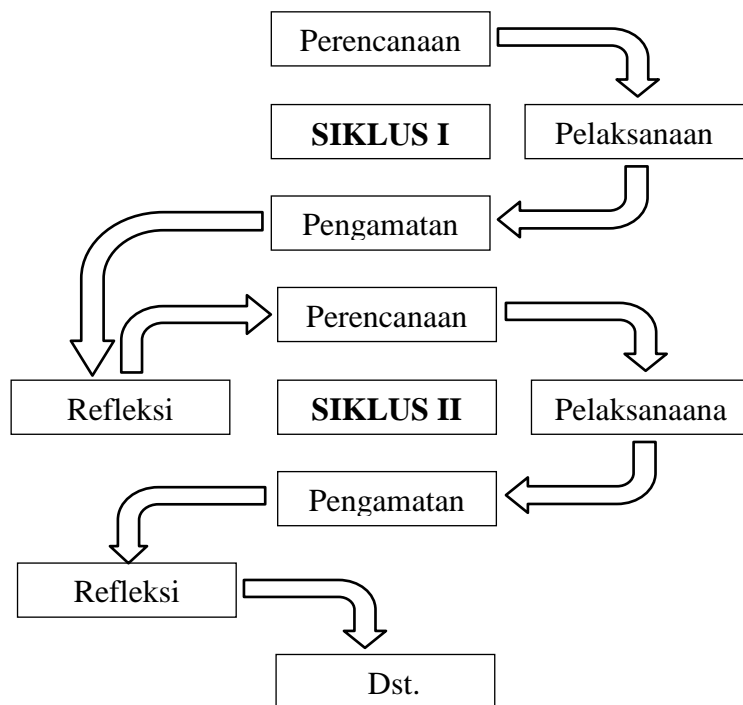 Perencanaan
SIKLUS I
Pelaksanaan
Pengamatan
Perencanaan
Refleksi
SIKLUS II
Pelaksanaana
Pengamatan
Refleksi
Dst.